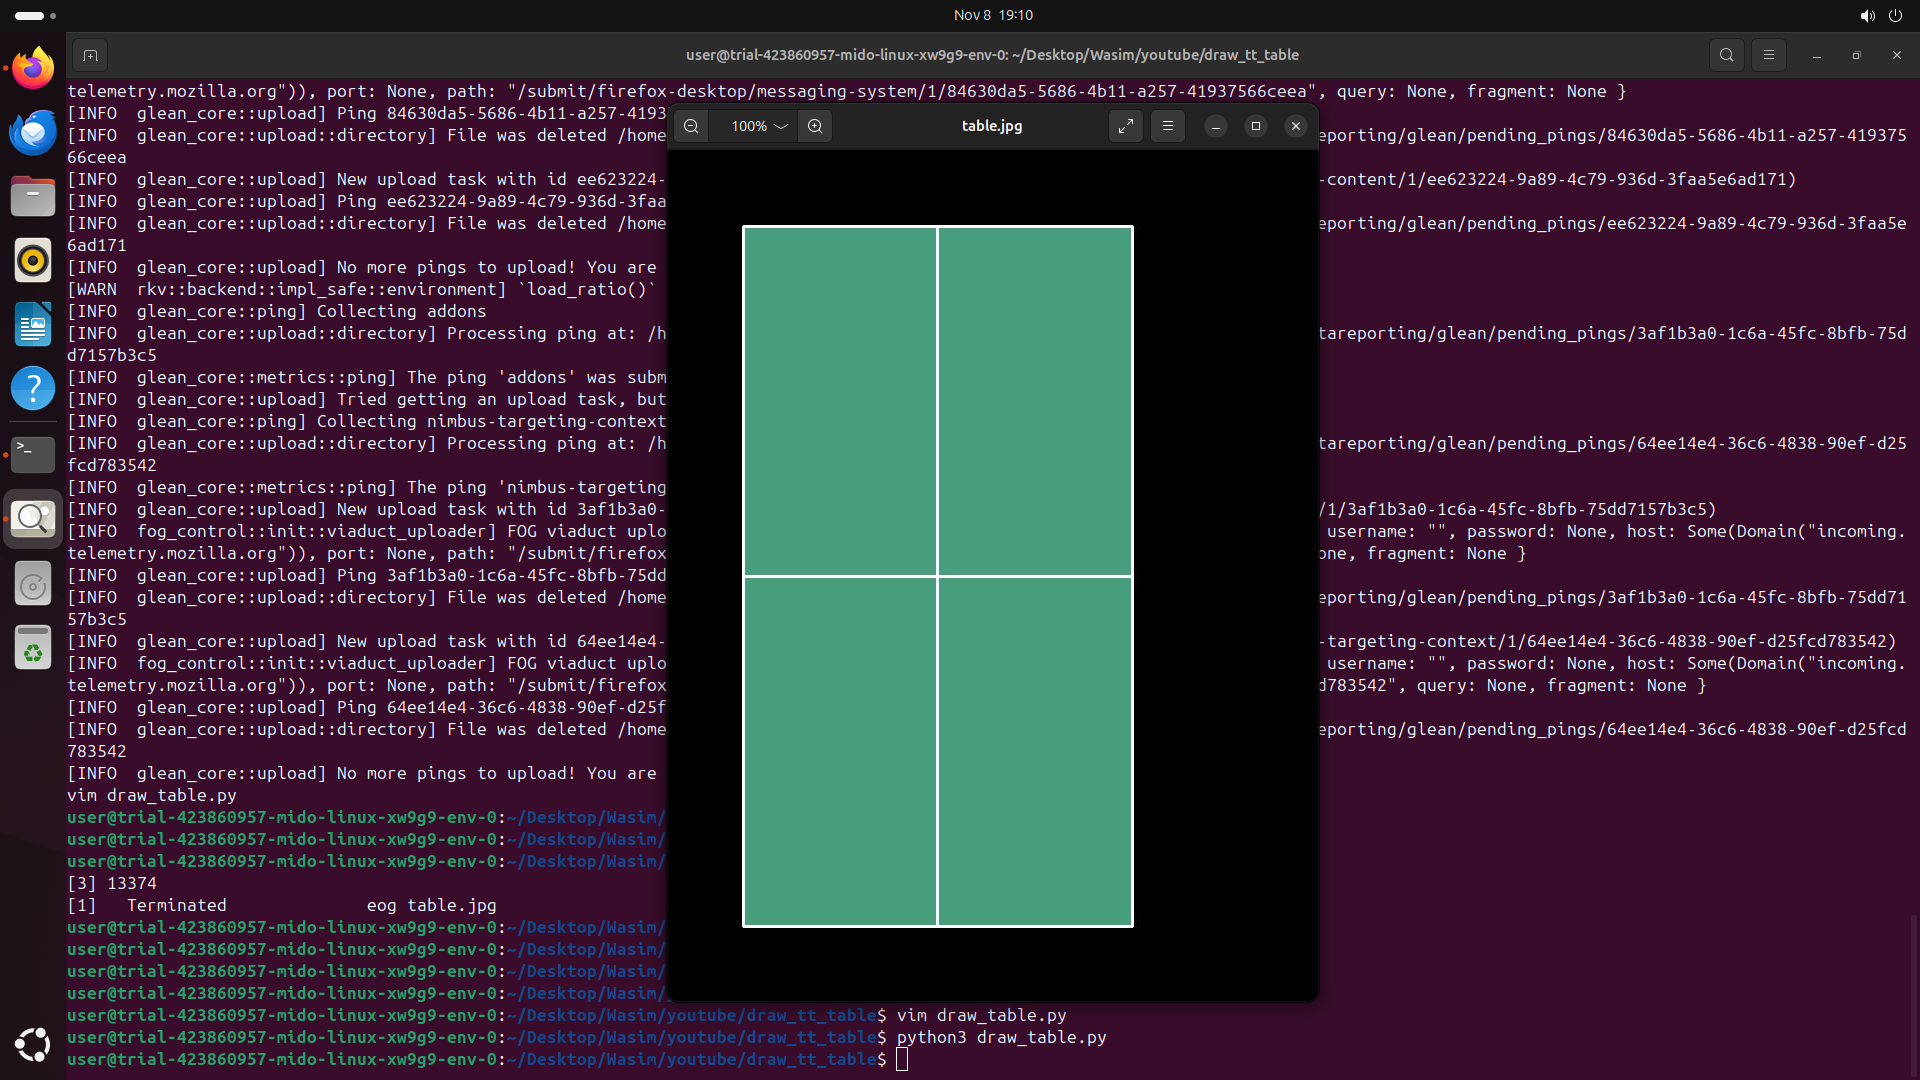 Nov 8 19:10
user@trial-423860957-mido-linux-xw9g9-env-0: ~/Desktop/Wasim/youtube/draw_tt_table
telemetry.mozilla.org")), port: None, path: "/submit/firefox-desktop/messaging-system/1/84630da5-5686-4b11-a257-41937566ceea", query: None, fragment: None }
[INFO  glean_core::upload] Ping 84630da5-5686-4b11-a257-41937
[INFO  glean_core::upload::directory] File was deleted /home eporting/glean/pending_pings/84630da5-5686-4b11-a257-419375
66ceea
[INFO  glean_core::upload] New upload task with id ee623224- -content/1/ee623224-9a89-4c79-936d-3faa5e6ad171)
[INFO  glean_core::upload] Ping ee623224-9a89-4c79-936d-3faa
[INFO  glean_core::upload::directory] File was deleted /home eporting/glean/pending_pings/ee623224-9a89-4c79-936d-3faa5e
6ad171
[INFO  glean_core::upload] No more pings to upload! You are
[WARN  rkv::backend::impl_safe::environment] `load_ratio()`
[INFO  glean_core::ping] Collecting addons
[INFO  glean_core::upload::directory] Processing ping at: /h tareporting/glean/pending_pings/3af1b3a0-1c6a-45fc-8bfb-75d
d7157b3c5
[INFO  glean_core::metrics::ping] The ping 'addons' was subm
[INFO  glean_core::upload] Tried getting an upload task, but
[INFO  glean_core::ping] Collecting nimbus-targeting-context
[INFO  glean_core::upload::directory] Processing ping at: /h tareporting/glean/pending_pings/64ee14e4-36c6-4838-90ef-d25
fcd783542
[INFO  glean_core::metrics::ping] The ping 'nimbus-targeting
[INFO  glean_core::upload] New upload task with id 3af1b3a0- /1/3af1b3a0-1c6a-45fc-8bfb-75dd7157b3c5)
[INFO  fog_control::init::viaduct_uploader] FOG viaduct uplo username: "", password: None, host: Some(Domain("incoming.
telemetry.mozilla.org")), port: None, path: "/submit/firefox one, fragment: None }
[INFO  glean_core::upload] Ping 3af1b3a0-1c6a-45fc-8bfb-75dd
[INFO  glean_core::upload::directory] File was deleted /home eporting/glean/pending_pings/3af1b3a0-1c6a-45fc-8bfb-75dd71
57b3c5
[INFO  glean_core::upload] New upload task with id 64ee14e4- -targeting-context/1/64ee14e4-36c6-4838-90ef-d25fcd783542)
[INFO  fog_control::init::viaduct_uploader] FOG viaduct uplo username: "", password: None, host: Some(Domain("incoming.
telemetry.mozilla.org")), port: None, path: "/submit/firefox d783542", query: None, fragment: None }
[INFO  glean_core::upload] Ping 64ee14e4-36c6-4838-90ef-d25f
[INFO  glean_core::upload::directory] File was deleted /home eporting/glean/pending_pings/64ee14e4-36c6-4838-90ef-d25fcd
783542
[INFO  glean_core::upload] No more pings to upload! You are
vim draw_table.py
user@trial-423860957-mido-linux-xw9g9-env-0:~/Desktop/Wasim/
user@trial-423860957-mido-linux-xw9g9-env-0:~/Desktop/Wasim/
user@trial-423860957-mido-linux-xw9g9-env-0:~/Desktop/Wasim/
[3] 13374
[1]   Terminated              eog table.jpg
user@trial-423860957-mido-linux-xw9g9-env-0:~/Desktop/Wasim/
user@trial-423860957-mido-linux-xw9g9-env-0:~/Desktop/Wasim/
user@trial-423860957-mido-linux-xw9g9-env-0:~/Desktop/Wasim/
user@trial-423860957-mido-linux-xw9g9-env-0:~/Desktop/Wasim/
user@trial-423860957-mido-linux-xw9g9-env-0:~/Desktop/Wasim/youtube/draw_tt_table$ vim draw_table.py
user@trial-423860957-mido-linux-xw9g9-env-0:~/Desktop/Wasim/youtube/draw_tt_table$ python3 draw_table.py
user@trial-423860957-mido-linux-xw9g9-env-0:~/Desktop/Wasim/youtube/draw_tt_table$
100%
table.jpg